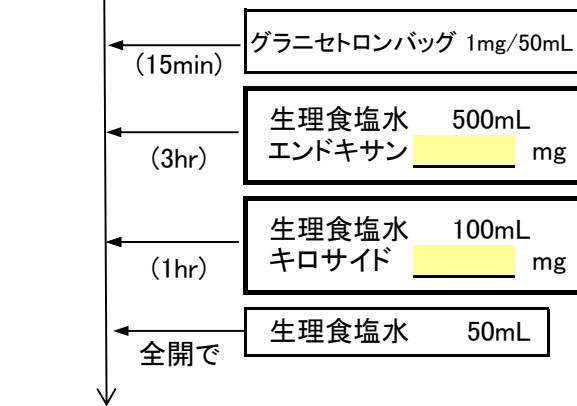 グラニセトロンバッグ 1mg/50mL
(15min)
生理食塩水 500mL
エンドキサン mg
(3hr)
生理食塩水 100mL
キロサイド mg
(1hr)
生理食塩水 50mL
全開で